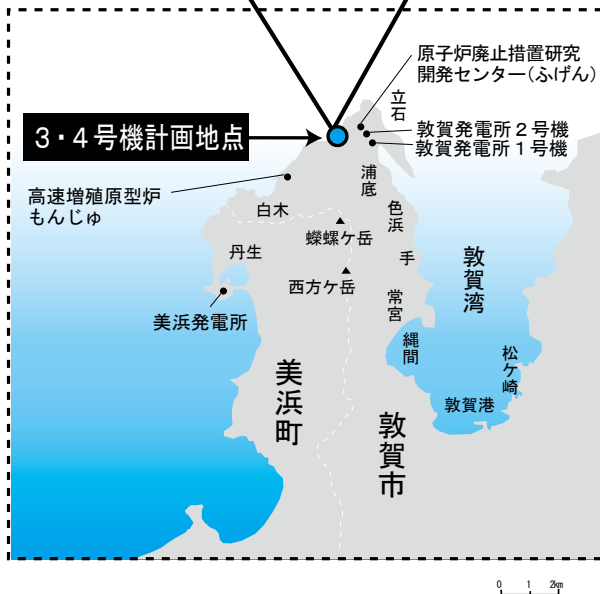 原子炉廃止措置研究
開発センター(ふげん)
立石
3・4号機計画地点
敦賀発電所2号機
敦賀発電所1号機
浦底
高速増殖原型炉
もんじゅ
白木
色浜
蠑螺ケ岳
丹生
手
敦賀湾
西方ケ岳
常宮
美浜発電所
縄間
松ケ崎
美浜町
敦賀港
敦賀市
0 1 2km